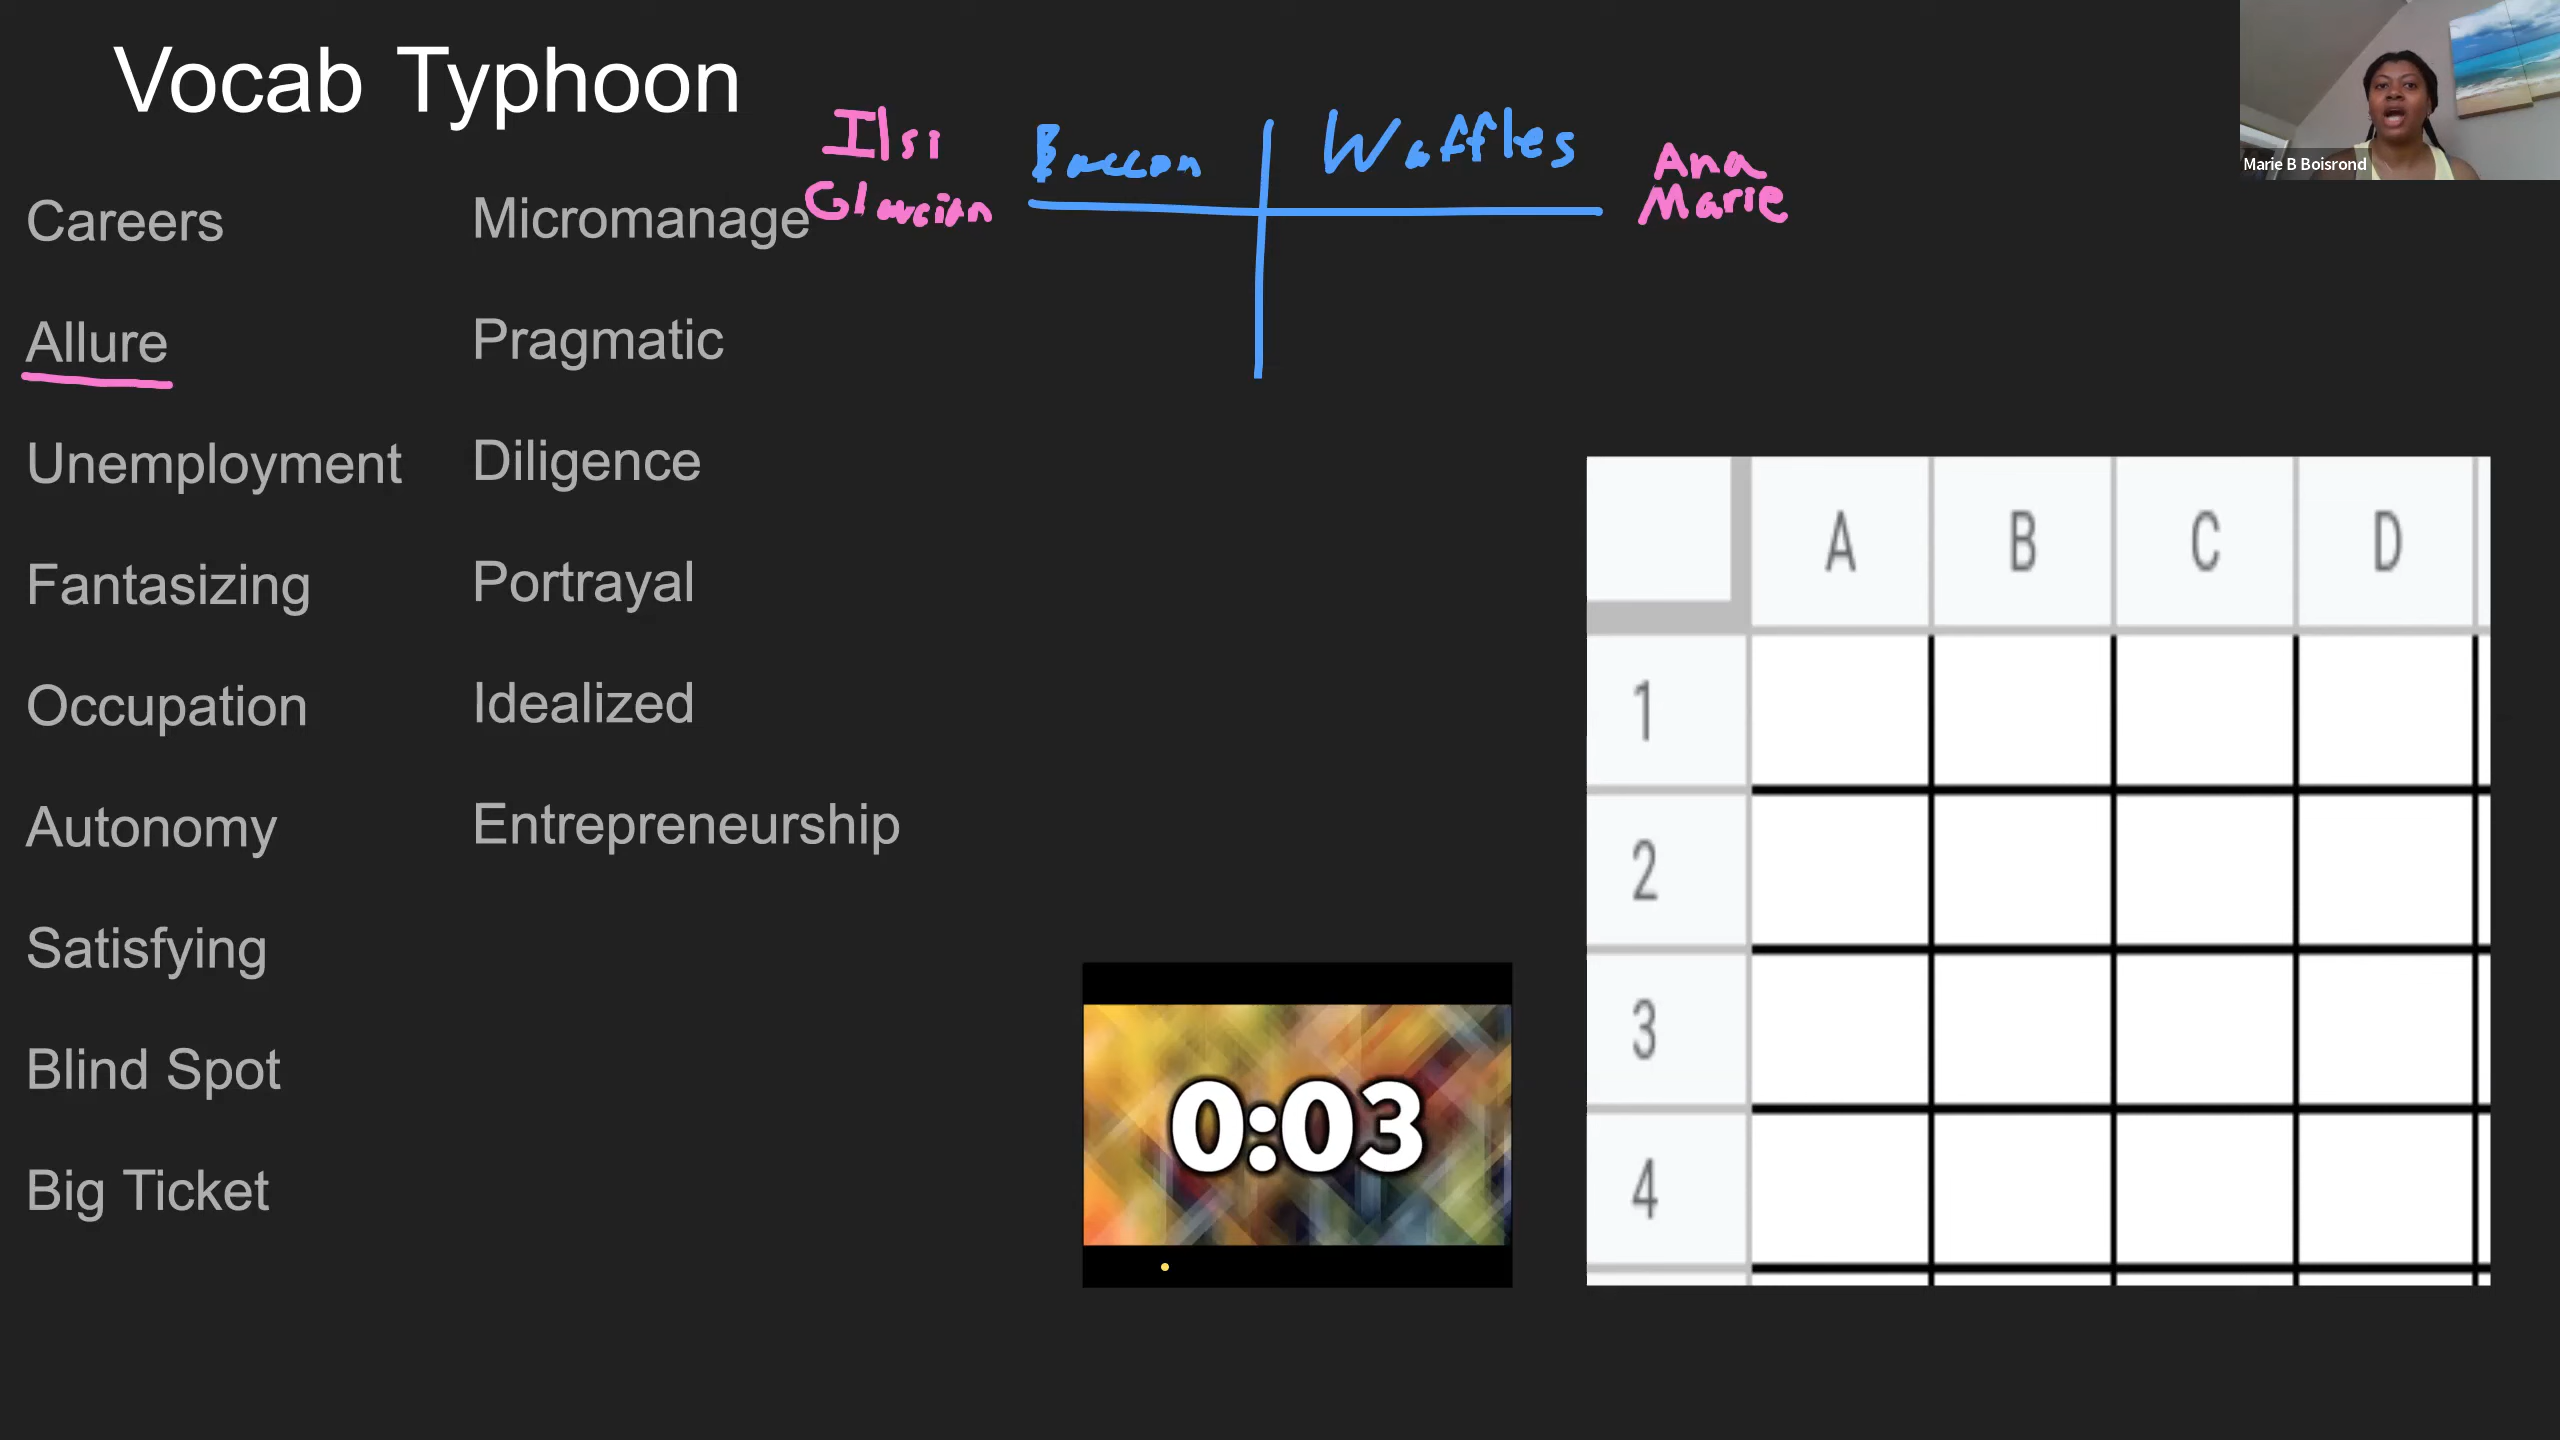 Vocab Typhoon
Ilsi
Baccon
Waffles
Ana
Marie
Marie B Boisrond
Careers
Allure
Unemployment
Fantasizing
Occupation
Autonomy
Satisfying
Blind Spot
Big Ticket
Micromanage
Pragmatic
Diligence
Portrayal
Idealized
Entrepreneurship
0:03
A B C D
1
2
3
4